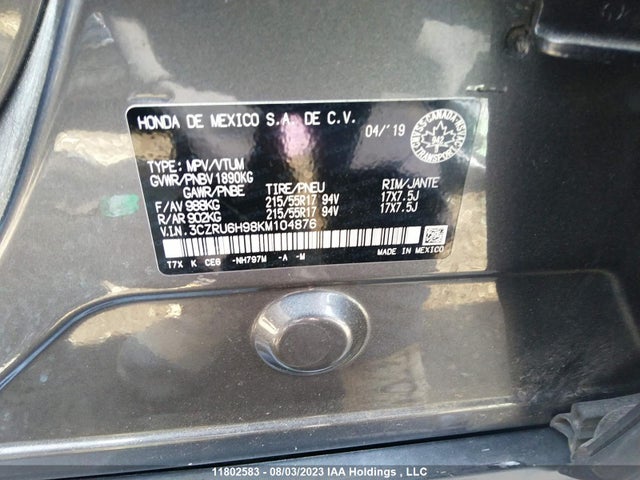 HONDA DE MEXICO S.A. DE C.V.
04/'19
TYPE: MPV/VTUM
GVWR/PNBV 1890KG
GAWR/PNBE TIRE/PNEU RIM/JANTE
F/AV 988KG 215/55R17 94V 17X7.5J
R/AR 902KG 215/55R17 94V 17X7.5J
V.I.N. 3CZRU6H98KM104876
T7X K CE6 -NH797M -A -M
MADE IN MEXICO
CANADA
TRANSPORT
11802583 - 08/03/2023 IAA Holdings , LLC